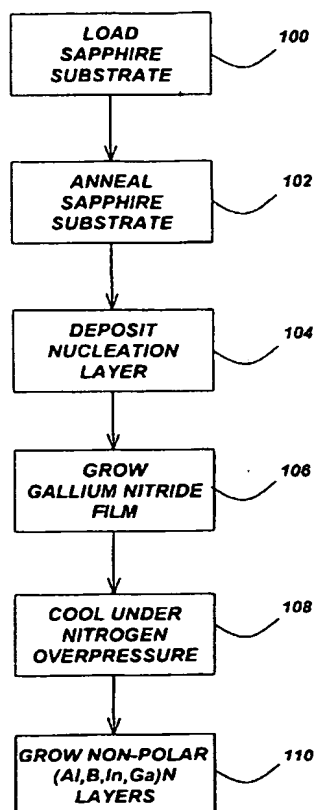 LOAD
SAPPHIRE
SUBSTRATE
100
ANNEAL
SAPPHIRE
SUBSTRATE
102
DEPOSIT
NUCLEATION
LAYER
104
GROW
GALLIUM NITRIDE
FILM
106
COOL UNDER
NITROGEN
OVERPRESSURE
108
GROW NON-POLAR
(Al,B,In,Ga)N
LAYERS
110